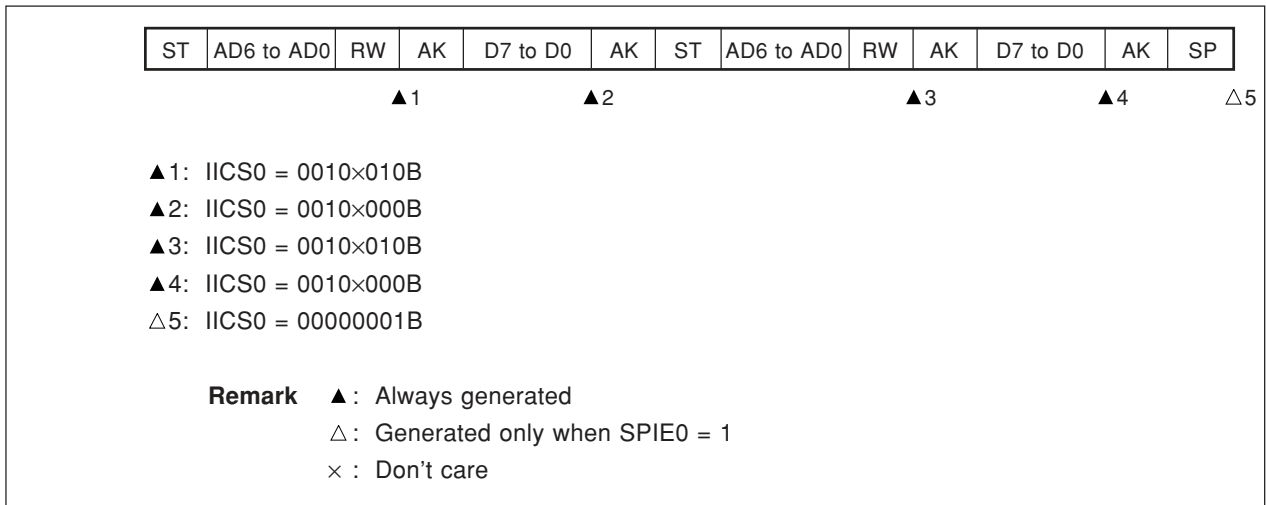 ST AD6 to AD0 RW AK D7 to D0 AK ST AD6 to AD0 RW AK D7 to D0 AK SP
▲1 ▲2 ▲3 ▲4 △5
▲1: IICS0 = 0010×010B
▲2: IICS0 = 0010×000B
▲3: IICS0 = 0010×010B
▲4: IICS0 = 0010×000B
△5: IICS0 = 00000001B
Remark ▲: Always generated
△: Generated only when SPIE0 = 1
× : Don't care